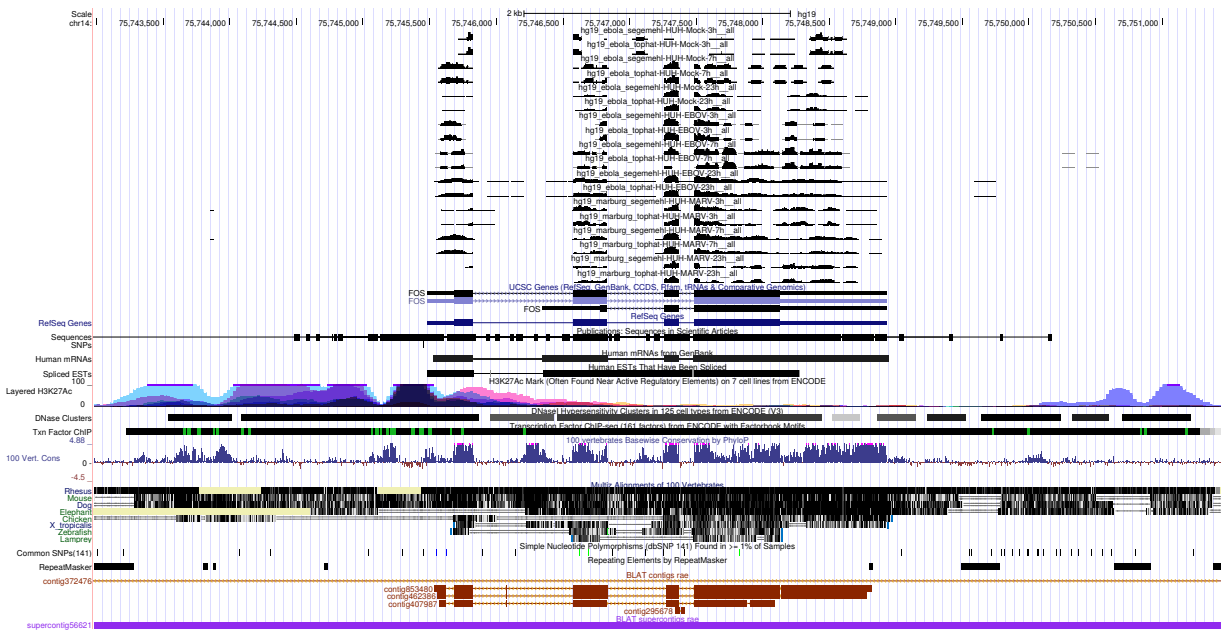 Scale 2 kb hg19
chr14: 75,743,500 75,744,000 75,744,500 75,745,000 75,745,500 75,746,000 75,746,500 75,747,000 75,747,500 75,748,000 75,748,500 75,749,000 75,749,500 75,750,000 75,750,500 75,751,000
hg19_ebola_segemehl-HUH-Mock-3h__all
hg19_ebola_tophat-HUH-Mock-3h__all
hg19_ebola_segemehl-HUH-Mock-7h__all
hg19_ebola_tophat-HUH-Mock-7h__all
hg19_ebola_segemehl-HUH-Mock-23h__all
hg19_ebola_tophat-HUH-Mock-23h__all
hg19_ebola_segemehl-HUH-EBOV-3h__all
hg19_ebola_tophat-HUH-EBOV-3h__all
hg19_ebola_segemehl-HUH-EBOV-7h__all
hg19_ebola_tophat-HUH-EBOV-7h__all
hg19_ebola_segemehl-HUH-EBOV-23h__all
hg19_ebola_tophat-HUH-EBOV-23h__all
hg19_marburg_segemehl-HUH-MARV-3h__all
hg19_marburg_tophat-HUH-MARV-3h__all
hg19_marburg_segemehl-HUH-MARV-7h__all
hg19_marburg_tophat-HUH-MARV-7h__all
hg19_marburg_segemehl-HUH-MARV-23h__all
hg19_marburg_tophat-HUH-MARV-23h__all
UCSC Genes (RefSeq, GenBank, CCDS, Rfam, tRNAs & Comparative Genomics)
FOS
FOS
FOS
RefSeq Genes
RefSeq Genes
Publications: Sequences in Scientific Articles
Sequences
SNPs
Human mRNAs from GenBank
Human mRNAs
Human ESTs That Have Been Spliced
Spliced ESTs
H3K27Ac Mark (Often Found Near Active Regulatory Elements) on 7 cell lines from ENCODE
100
Layered H3K27Ac
0
DNaseI Hypersensitivity Clusters in 125 cell types from ENCODE (V3)
DNase Clusters
Transcription Factor ChIP-seq (161 factors) from ENCODE with Factorbook Motifs
Txn Factor ChIP
100 vertebrates Basewise Conservation by PhyloP
4.88
100 Vert. Cons
0
-4.5
Multiz Alignments of 100 Vertebrates
Rhesus
Mouse
Dog
Elephant
Chicken
X_tropicalis
Zebrafish
Lamprey
Simple Nucleotide Polymorphisms (dbSNP 141) Found in >= 1% of Samples
Common SNPs(141)
Repeating Elements by RepeatMasker
RepeatMasker
BLAT contigs rae
contig372476
contig853480
contig462386
contig407987
contig295678
BLAT supercontigs rae
supercontig56621